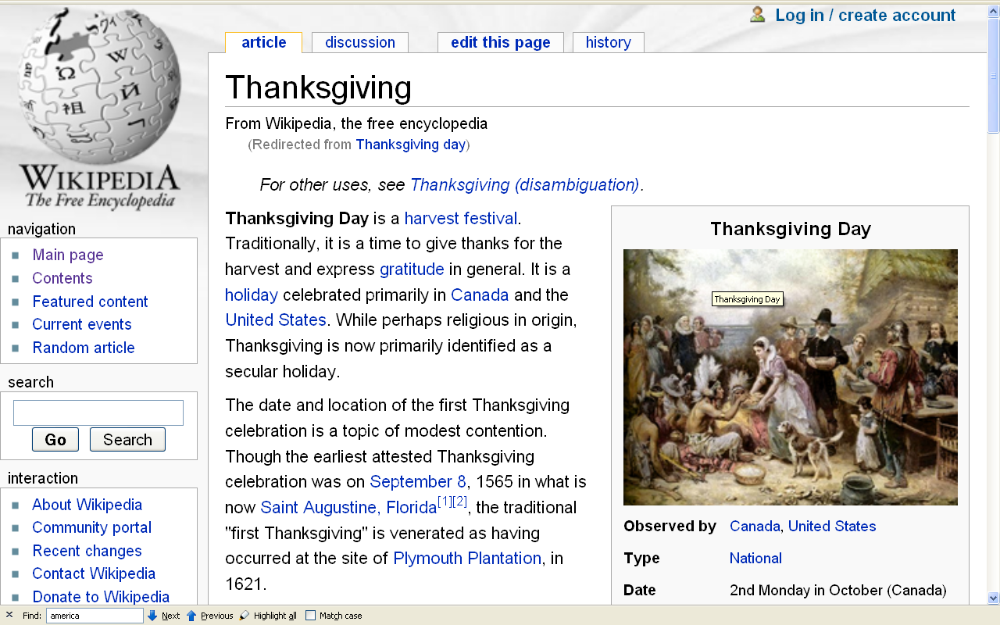 Log in / create account
article discussion edit this page history
WIKIPEDIA
The Free Encyclopedia
navigation
Main page
Contents
Featured content
Current events
Random article
search
Go Search
interaction
About Wikipedia
Community portal
Recent changes
Contact Wikipedia
Donate to Wikipedia
Thanksgiving
From Wikipedia, the free encyclopedia
(Redirected from Thanksgiving day)
For other uses, see Thanksgiving (disambiguation).
Thanksgiving Day is a harvest festival.
Traditionally, it is a time to give thanks for the
harvest and express gratitude in general. It is a
holiday celebrated primarily in Canada and the
United States. While perhaps religious in origin,
Thanksgiving is now primarily identified as a
secular holiday.
The date and location of the first Thanksgiving
celebration is a topic of modest contention.
Though the earliest attested Thanksgiving
celebration was on September 8, 1565 in what is
now Saint Augustine, Florida[1][2], the traditional
"first Thanksgiving" is venerated as having
occurred at the site of Plymouth Plantation, in
1621.
Thanksgiving Day
Thanksgiving Day
Observed by Canada, United States
Type National
Date 2nd Monday in October (Canada)
Find: america Next Previous Highlight all Match case